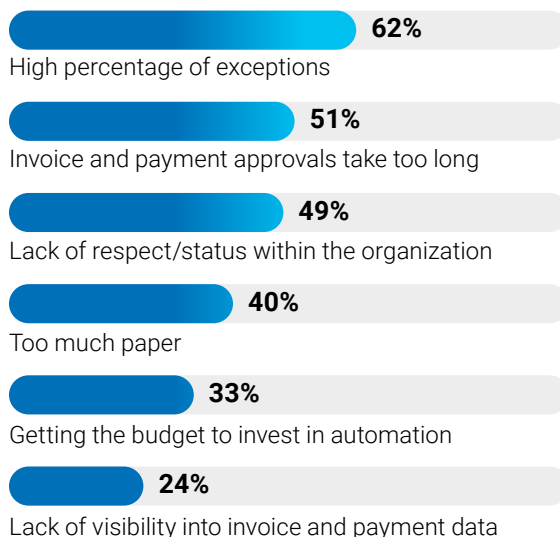 62%
High percentage of exceptions
51%
Invoice and payment approvals take too long
49%
Lack of respect/status within the organization
40%
Too much paper
33%
Getting the budget to invest in automation
24%
Lack of visibility into invoice and payment data